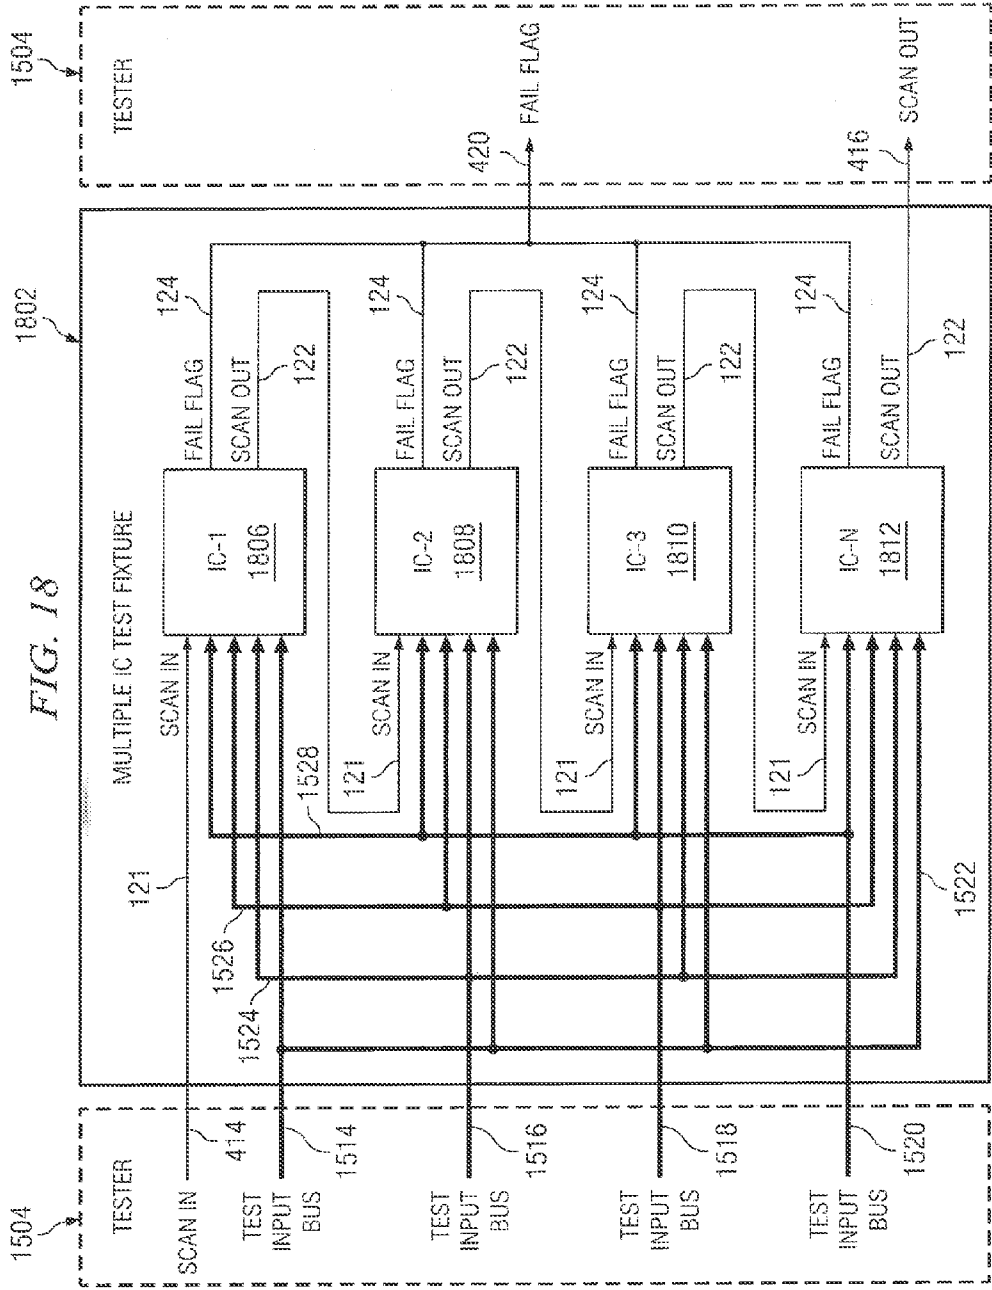 FIG. 18
1504
TESTER
SCAN IN
414
TEST
INPUT
BUS
1514
TEST
INPUT
BUS
1516
TEST
INPUT
BUS
1518
TEST
INPUT
BUS
1520
1802
MULTIPLE IC TEST FIXTURE
121
1524
1526
1528
1522
SCAN IN
IC-1
1806
FAIL FLAG
124
SCAN OUT
122
121
SCAN IN
IC-2
1808
FAIL FLAG
124
SCAN OUT
122
121
SCAN IN
IC-3
1810
FAIL FLAG
124
SCAN OUT
122
121
SCAN IN
IC-N
1812
FAIL FLAG
124
SCAN OUT
122
1504
TESTER
420
FAIL FLAG
416
SCAN OUT